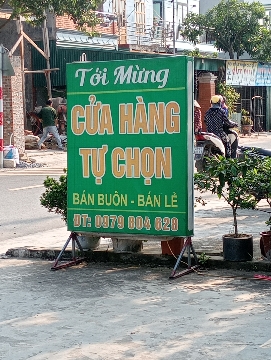 Tới Mừng
CỬA HÀNG
TỰ CHỌN
BÁN BUÔN - BÁN LẺ
ĐT: 0979 804 828